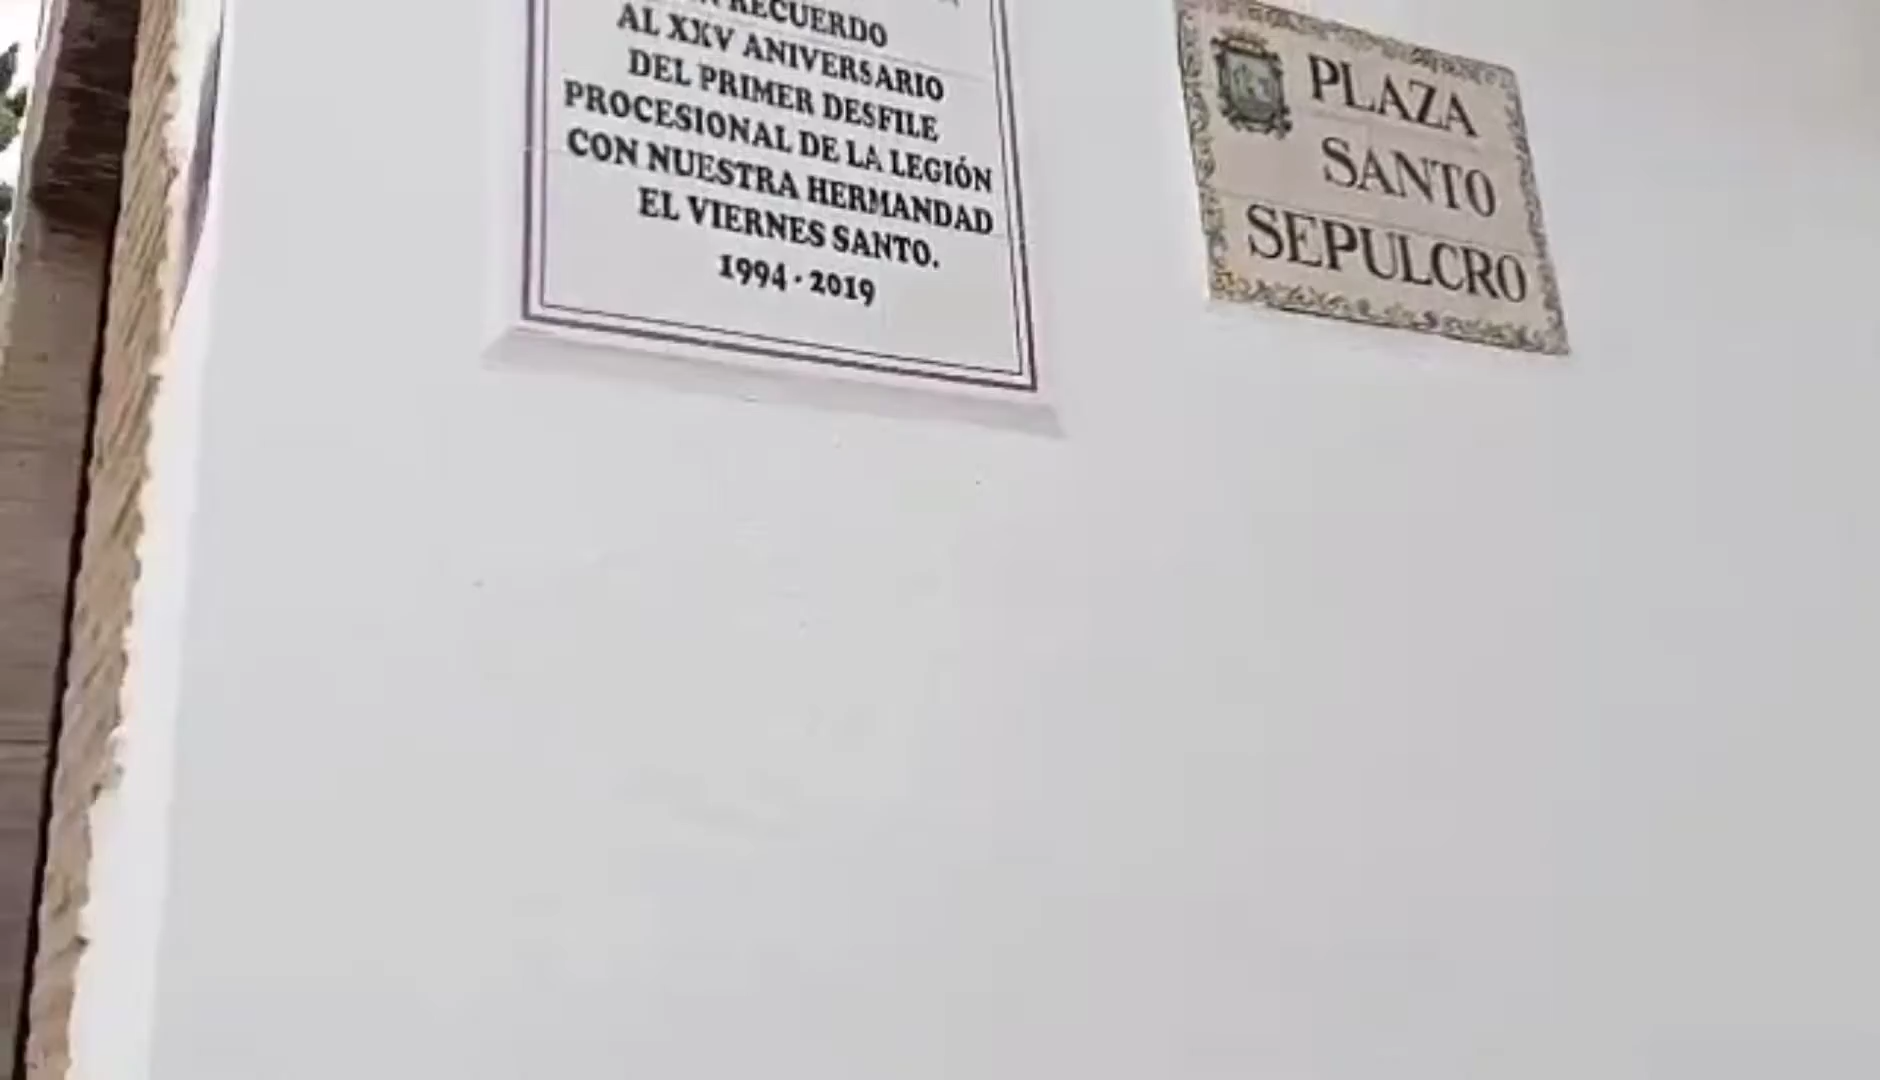 RECUERDO
AL XXV ANIVERSARIO
DEL PRIMER DESFILE
PROCESIONAL DE LA LEGIÓN
CON NUESTRA HERMANDAD
EL VIERNES SANTO.
1994 · 2019
PLAZA
SANTO
SEPULCRO